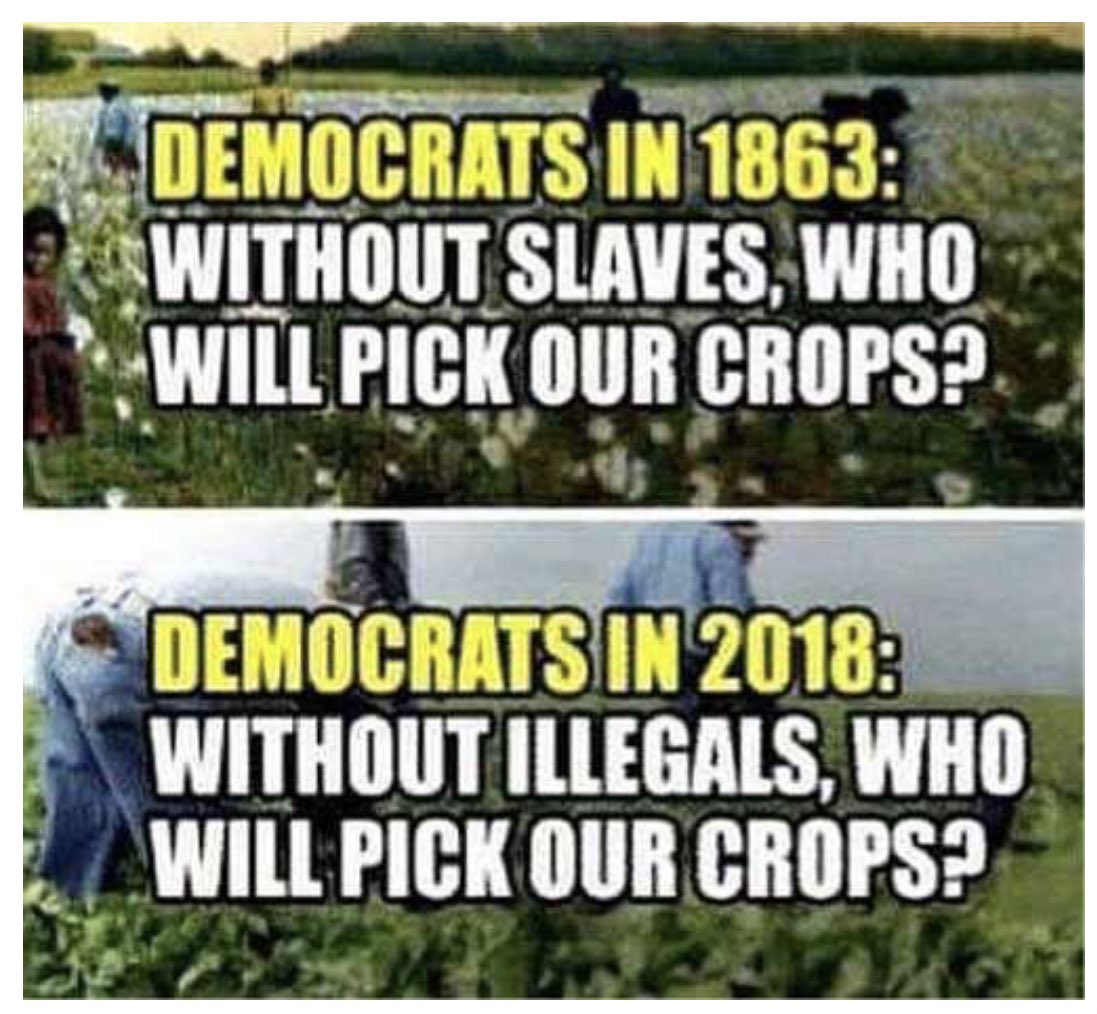 DEMOCRATS IN 1863:
WITHOUT SLAVES, WHO
WILL PICK OUR CROPS?
DEMOCRATS IN 2018:
WITHOUT ILLEGALS, WHO
WILL PICK OUR CROPS?